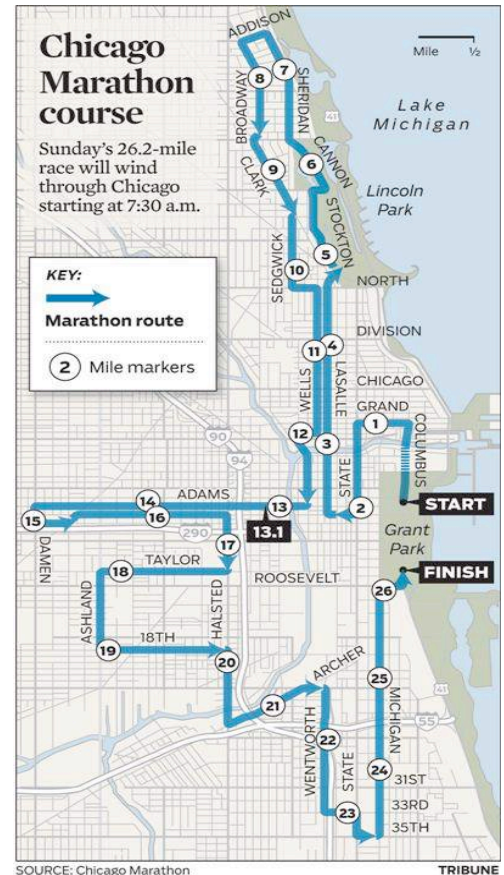 Chicago
Marathon
course
Sunday's 26.2-mile
race will wind
through Chicago
starting at 7:30 a.m.
KEY:
Marathon route
2 Mile markers
Mile ½
Lake
Michigan
Lincoln
Park
ADDISON
8
7
BROADWAY
SHERIDAN
41
CANNON
6
9
CLARK
STOCKTON
5
SEDGWICK
10
NORTH
DIVISION
11
4
WELLS
LASALLE
CHICAGO
GRAND
1
90
12
3
STATE
COLUMBUS
94
ADAMS
14
13
2
START
15
16
13.1
Grant
Park
290
17
DAMEN
TAYLOR
18
ROOSEVELT
FINISH
26
ASHLAND
HALSTED
18TH
19
20
ARCHER
21
25
MICHIGAN
41
55
WENTWORTH
22
STATE
24
31ST
23
33RD
35TH
SOURCE: Chicago Marathon
TRIBUNE